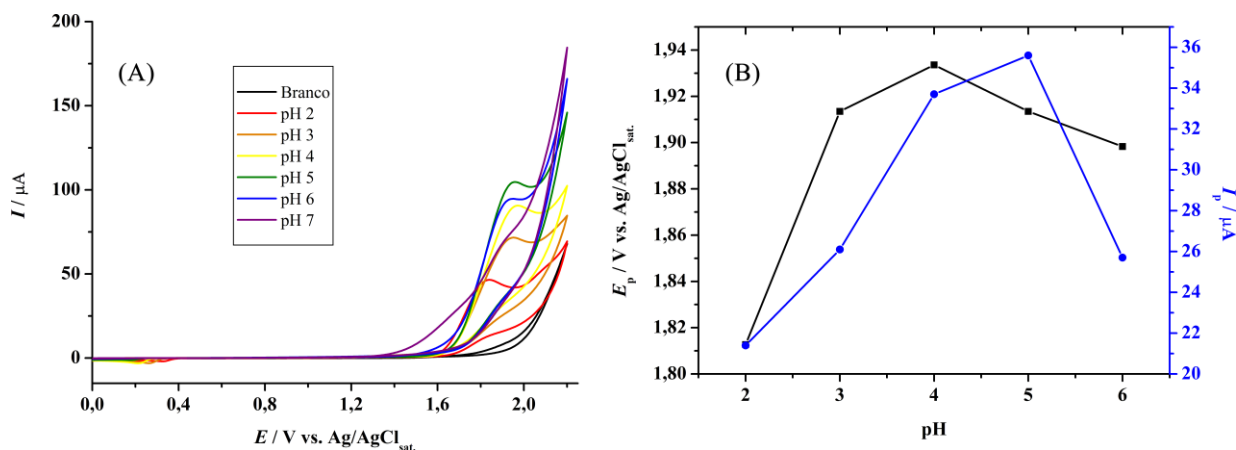 (A)
200
150
100
50
0
I / µA
Branco
pH 2
pH 3
pH 4
pH 5
pH 6
pH 7
0,0 0,4 0,8 1,2 1,6 2,0
E / V vs. Ag/AgCl sat.
(B)
1,94
1,92
1,90
1,88
1,86
1,84
1,82
1,80
E p / V vs. Ag/AgCl sat.
36
34
32
30
28
26
24
22
20
I p / µA
2 3 4 5 6
pH